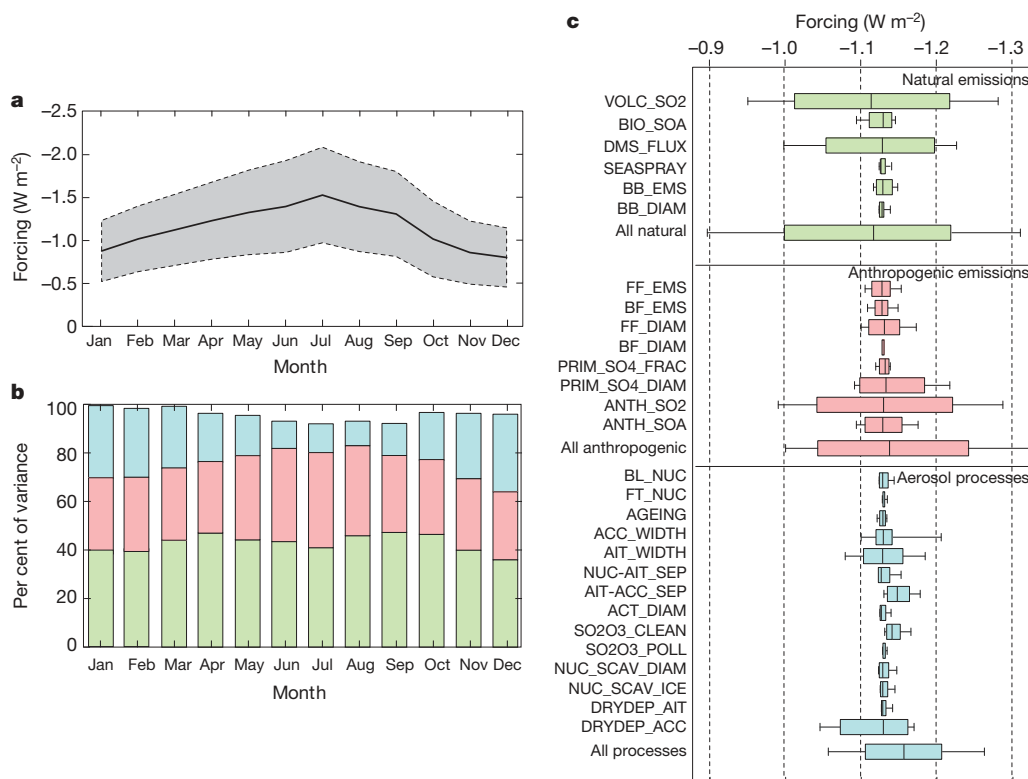 a
Forcing (W m−2)
−2.5
−2.0
−1.5
−1.0
−0.5
0
Jan Feb Mar Apr May Jun Jul Aug Sep Oct Nov Dec
Month
b
Per cent of variance
100
80
60
40
20
0
Jan Feb Mar Apr May Jun Jul Aug Sep Oct Nov Dec
Month
c
Forcing (W m−2)
−0.9 −1.0 −1.1 −1.2 −1.3
Natural emissions
VOLC_SO2
BIO_SOA
DMS_FLUX
SEASPRAY
BB_EMS
BB_DIAM
All natural
Anthropogenic emissions
FF_EMS
BF_EMS
FF_DIAM
BF_DIAM
PRIM_SO4_FRAC
PRIM_SO4_DIAM
ANTH_SO2
ANTH_SOA
All anthropogenic
Aerosol processes
BL_NUC
FT_NUC
AGEING
ACC_WIDTH
AIT_WIDTH
NUC-AIT_SEP
AIT-ACC_SEP
ACT_DIAM
SO2O3_CLEAN
SO2O3_POLL
NUC_SCAV_DIAM
NUC_SCAV_ICE
DRYDEP_AIT
DRYDEP_ACC
All processes